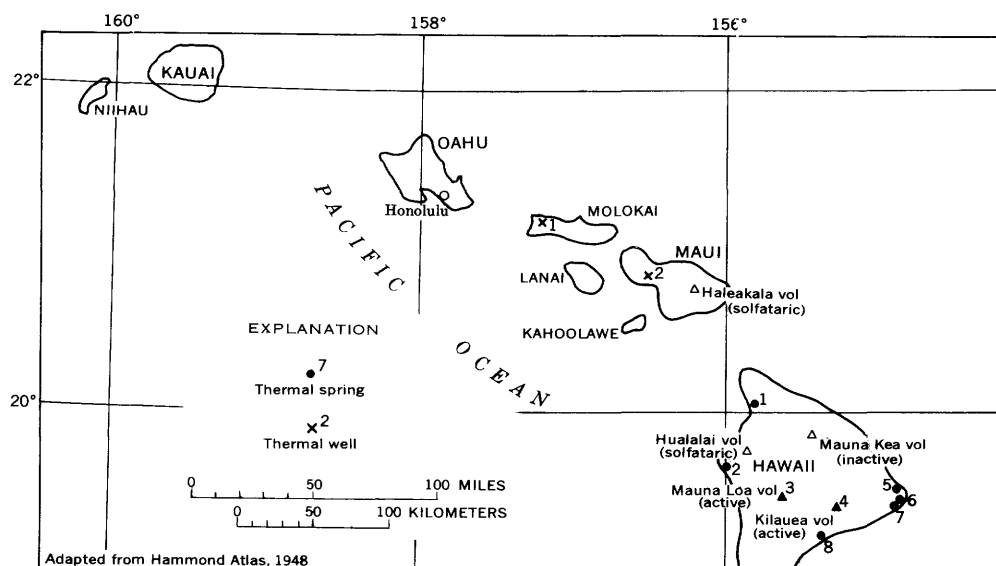 160°
158°
15€°
22°
KAUAI
NIIHAU
OAHU
Honolulu
PACIFIC
OCEAN
1
MOLOKAI
MAUI
2
LANAI
Haleakala vol
(solfataric)
KAHOOLAWE
EXPLANATION
7
Thermal spring
2
Thermal well
20°
0
50
100 MILES
0
50
100 KILOMETERS
1
Hualalai vol
(solfataric)
Mauna Kea vol
(inactive)
2
HAWAII
Mauna Loa vol
(active)
3
4
5
6
7
Kilauea vol
(active)
8
Adapted from Hammond Atlas, 1948